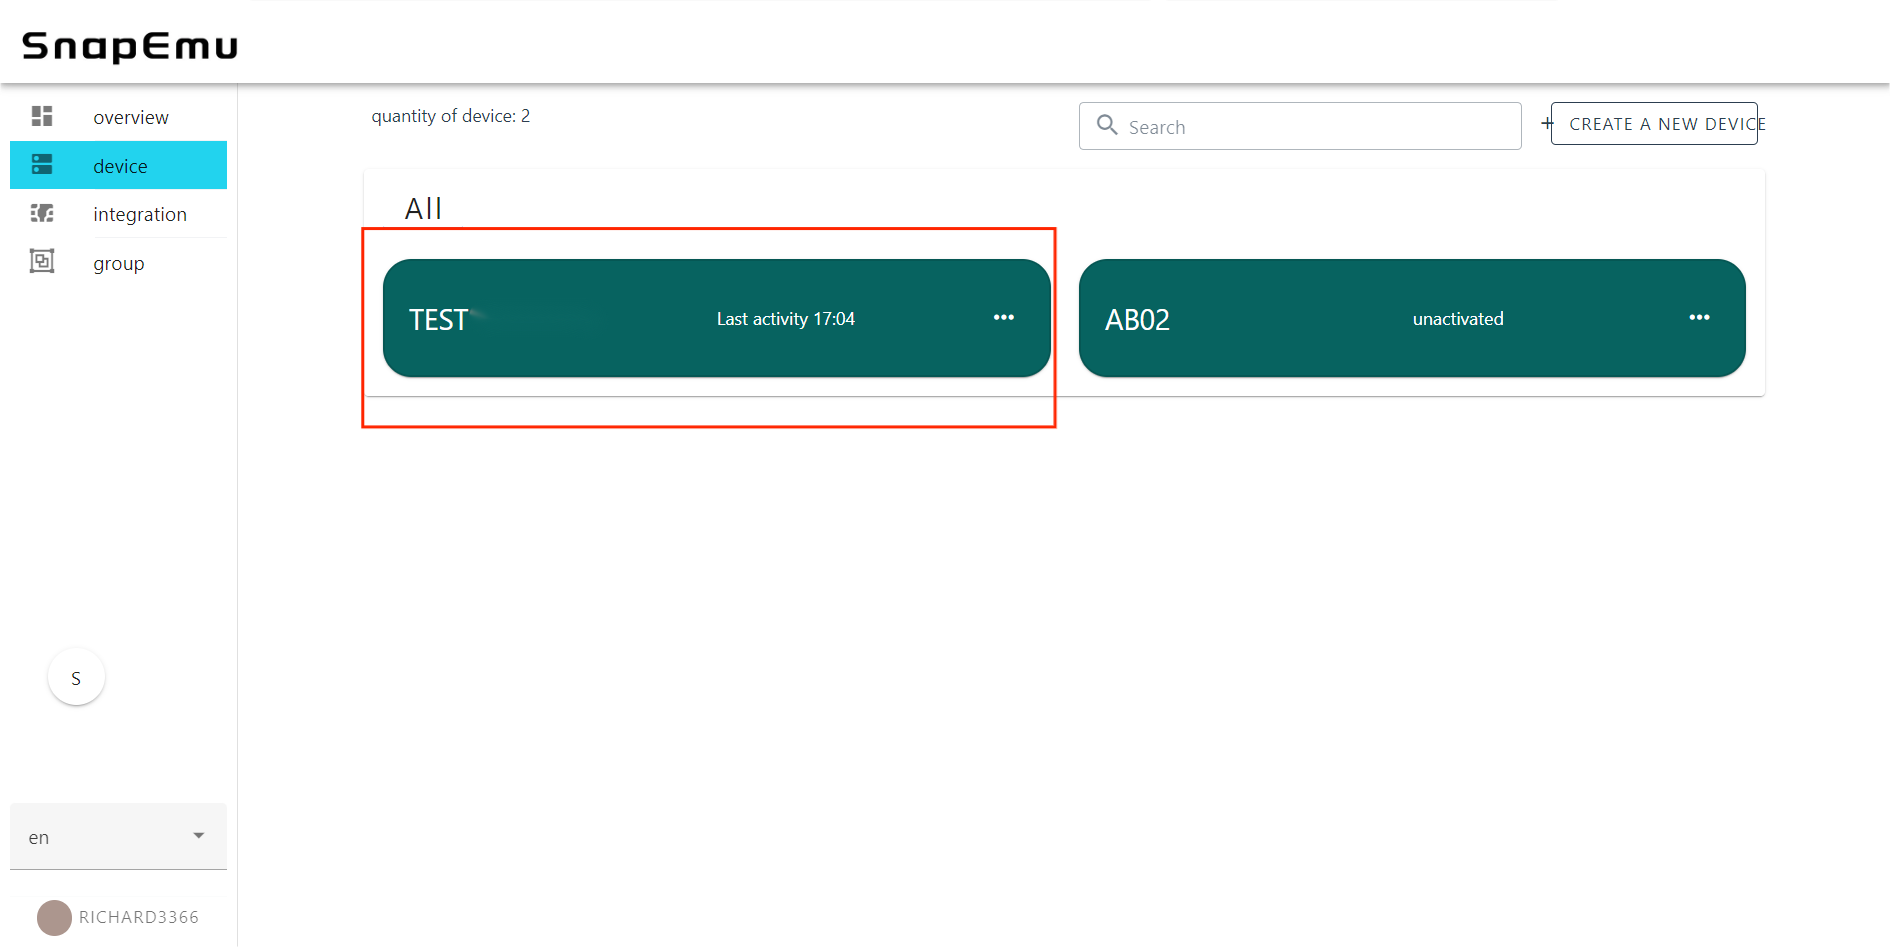 SnapEmu
overview
device
integration
group
S
en
RICHARD3366
quantity of device: 2
Search
+ CREATE A NEW DEVICE
All
TEST
Last activity 17:04
•••
AB02
unactivated
•••